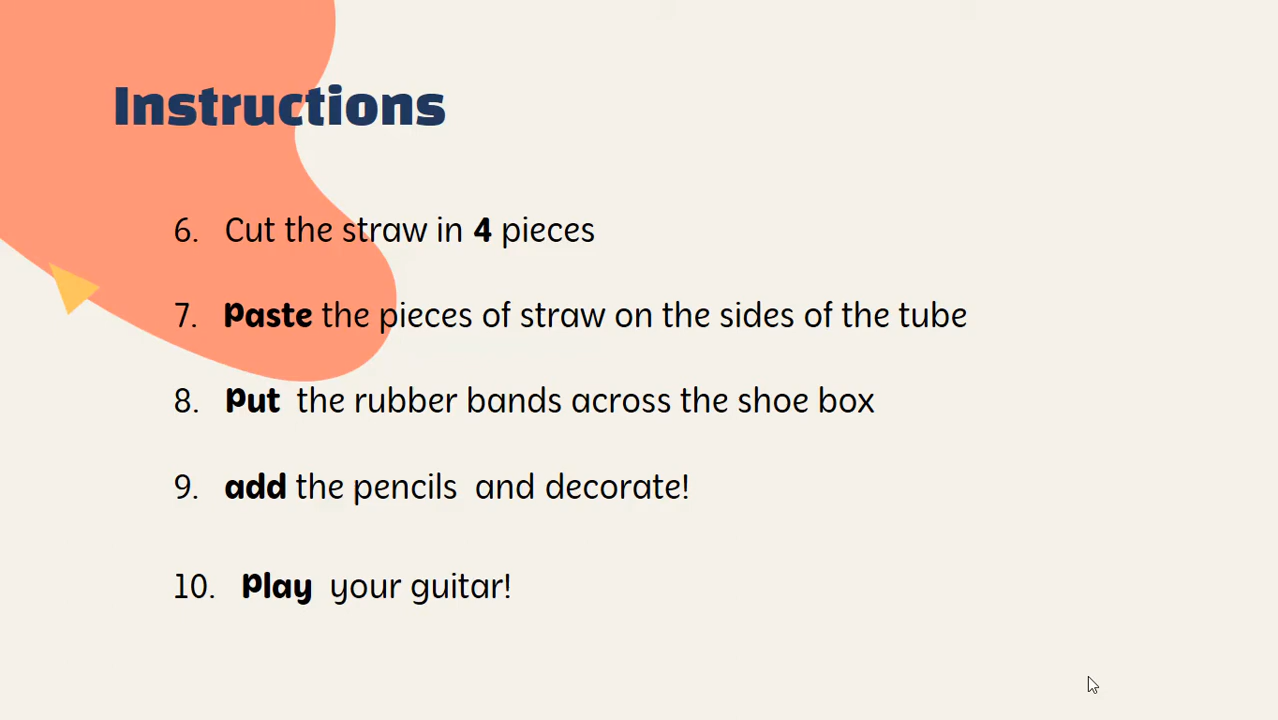 Instructions
6. Cut the straw in 4 pieces
7. Paste the pieces of straw on the sides of the tube
8. Put the rubber bands across the shoe box
9. add the pencils and decorate!
10. Play your guitar!